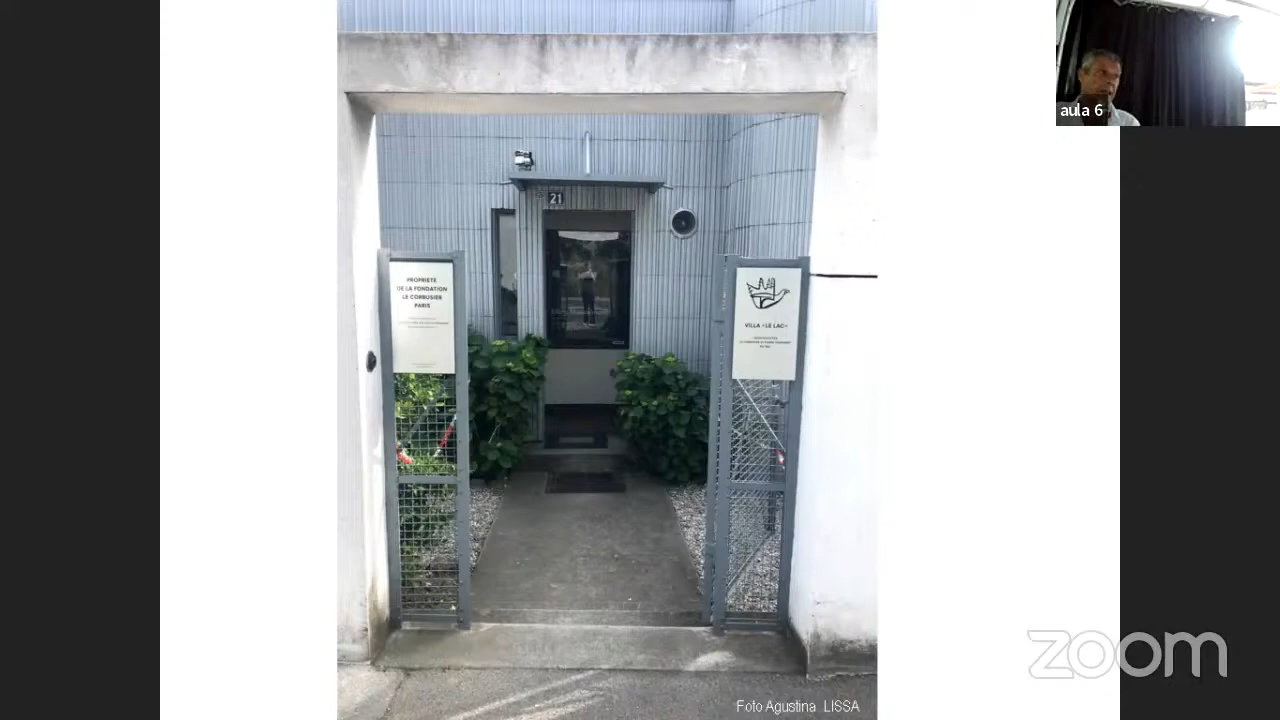 aula 6
21
PROPRIETE
DE LA FONDATION
LE CORBUSIER
PARIS
VILLA «LE LAC»
zoom
Foto Agustina LISSA